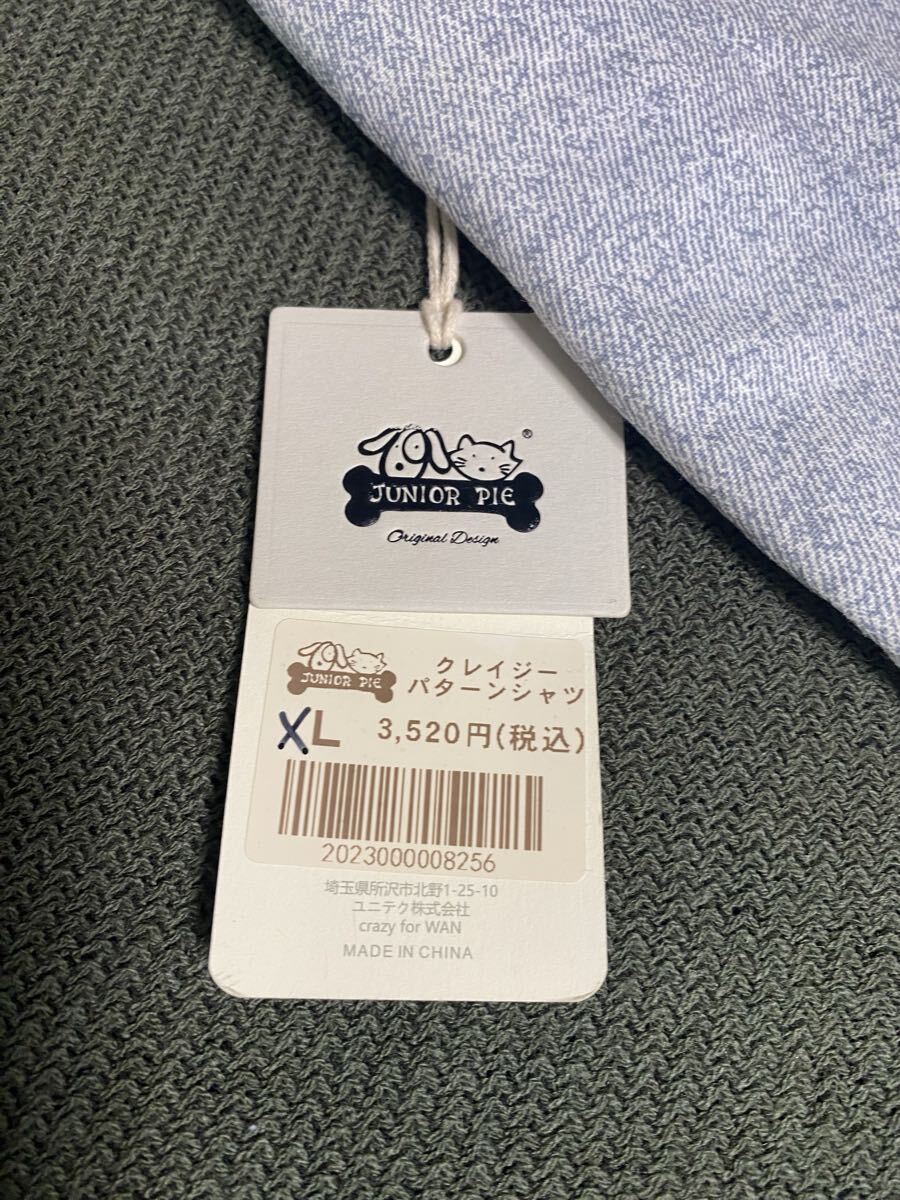 ®
JUNIOR PIE
Original Design
JUNIOR PIE
クレイジー
パターンシャツ
XL 3,520円(税込)
2023000008256
埼玉県所沢市北野1-25-10
ユニテク株式会社
crazy for WAN
MADE IN CHINA